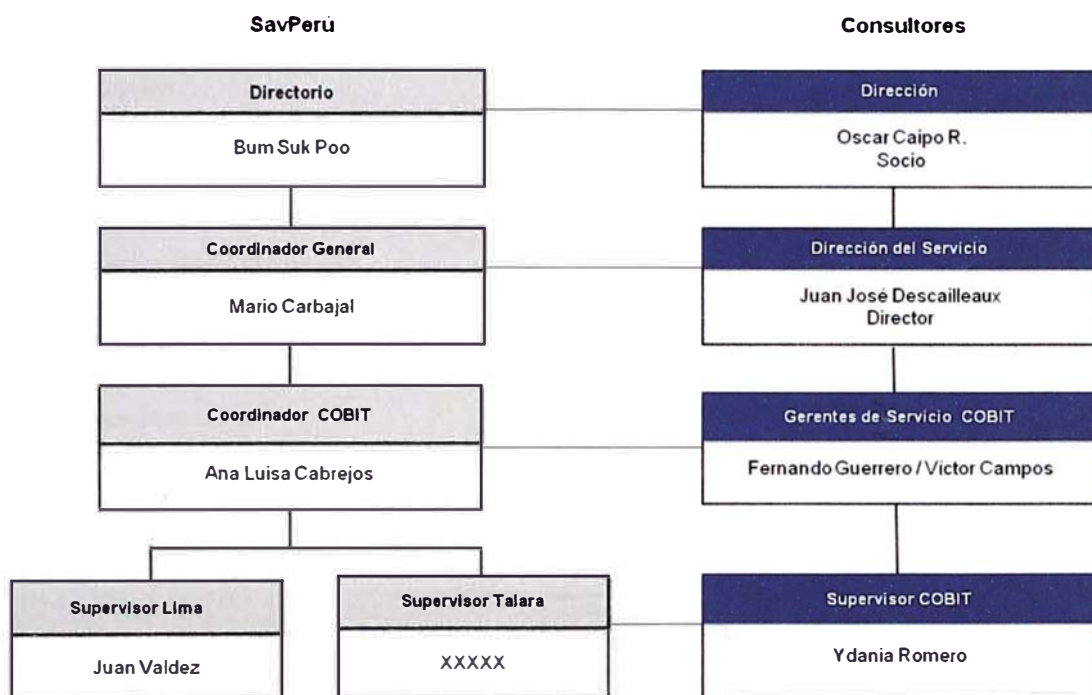 SavPerú
Consultores
Directorio
Bum Suk Poo
Dirección
Oscar Caipo R.
Socio
Coordinador General
Mario Carbajal
Dirección del Servicio
Juan José Descailleaux
Director
Coordinador COBIT
Ana Luisa Cabrejos
Gerentes de Servicio COBIT
Fernando Guerrero / Victor Campos
Supervisor Lima
Juan Valdez
Supervisor Talara
XXXXX
Supervisor COBIT
Ydania Romero